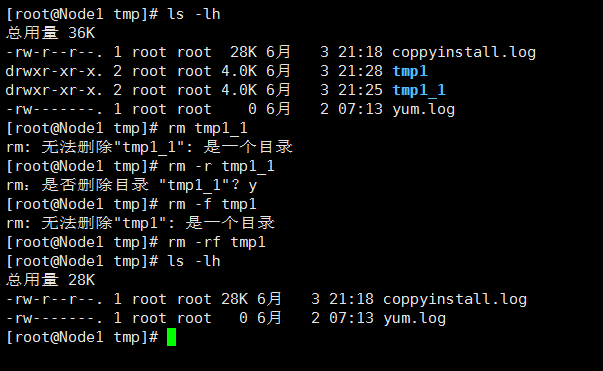 [root@Node1 tmp]# ls -lh
总用量 36K
-rw-r--r--. 1 root root  28K 6月   3 21:18 coppyinstall.log
drwxr-xr-x. 2 root root 4.0K 6月   3 21:28 tmp1
drwxr-xr-x. 2 root root 4.0K 6月   3 21:25 tmp1_1
-rw-------. 1 root root    0 6月   2 07:13 yum.log
[root@Node1 tmp]# rm tmp1_1
rm: 无法删除"tmp1_1": 是一个目录
[root@Node1 tmp]# rm -r tmp1_1
rm：是否删除目录 "tmp1_1"？y
[root@Node1 tmp]# rm -f tmp1
rm: 无法删除"tmp1": 是一个目录
[root@Node1 tmp]# rm -rf tmp1
[root@Node1 tmp]# ls -lh
总用量 28K
-rw-r--r--. 1 root root 28K 6月   3 21:18 coppyinstall.log
-rw-------. 1 root root   0 6月   2 07:13 yum.log
[root@Node1 tmp]#